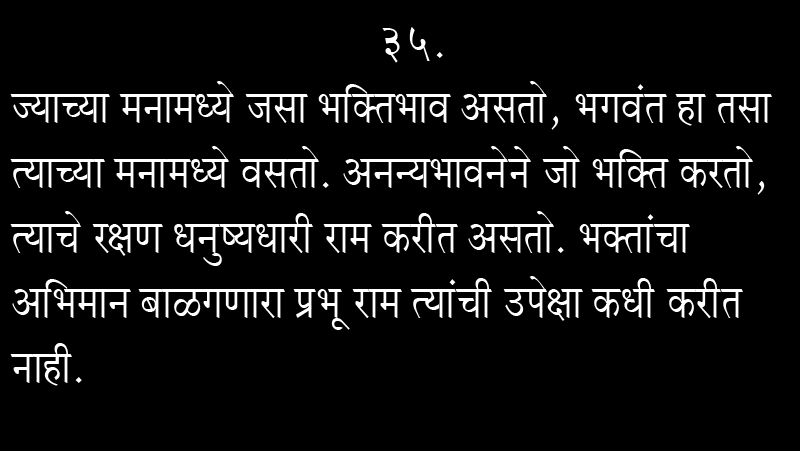 ३५.
ज्याच्या मनामध्ये जसा भक्तिभाव असतो, भगवंत हा तसा
त्याच्या मनामध्ये वसतो. अनन्यभावनेने जो भक्ति करतो,
त्याचे रक्षण धनुष्यधारी राम करीत असतो. भक्तांचा
अभिमान बाळगणारा प्रभू राम त्यांची उपेक्षा कधी करीत
नाही.